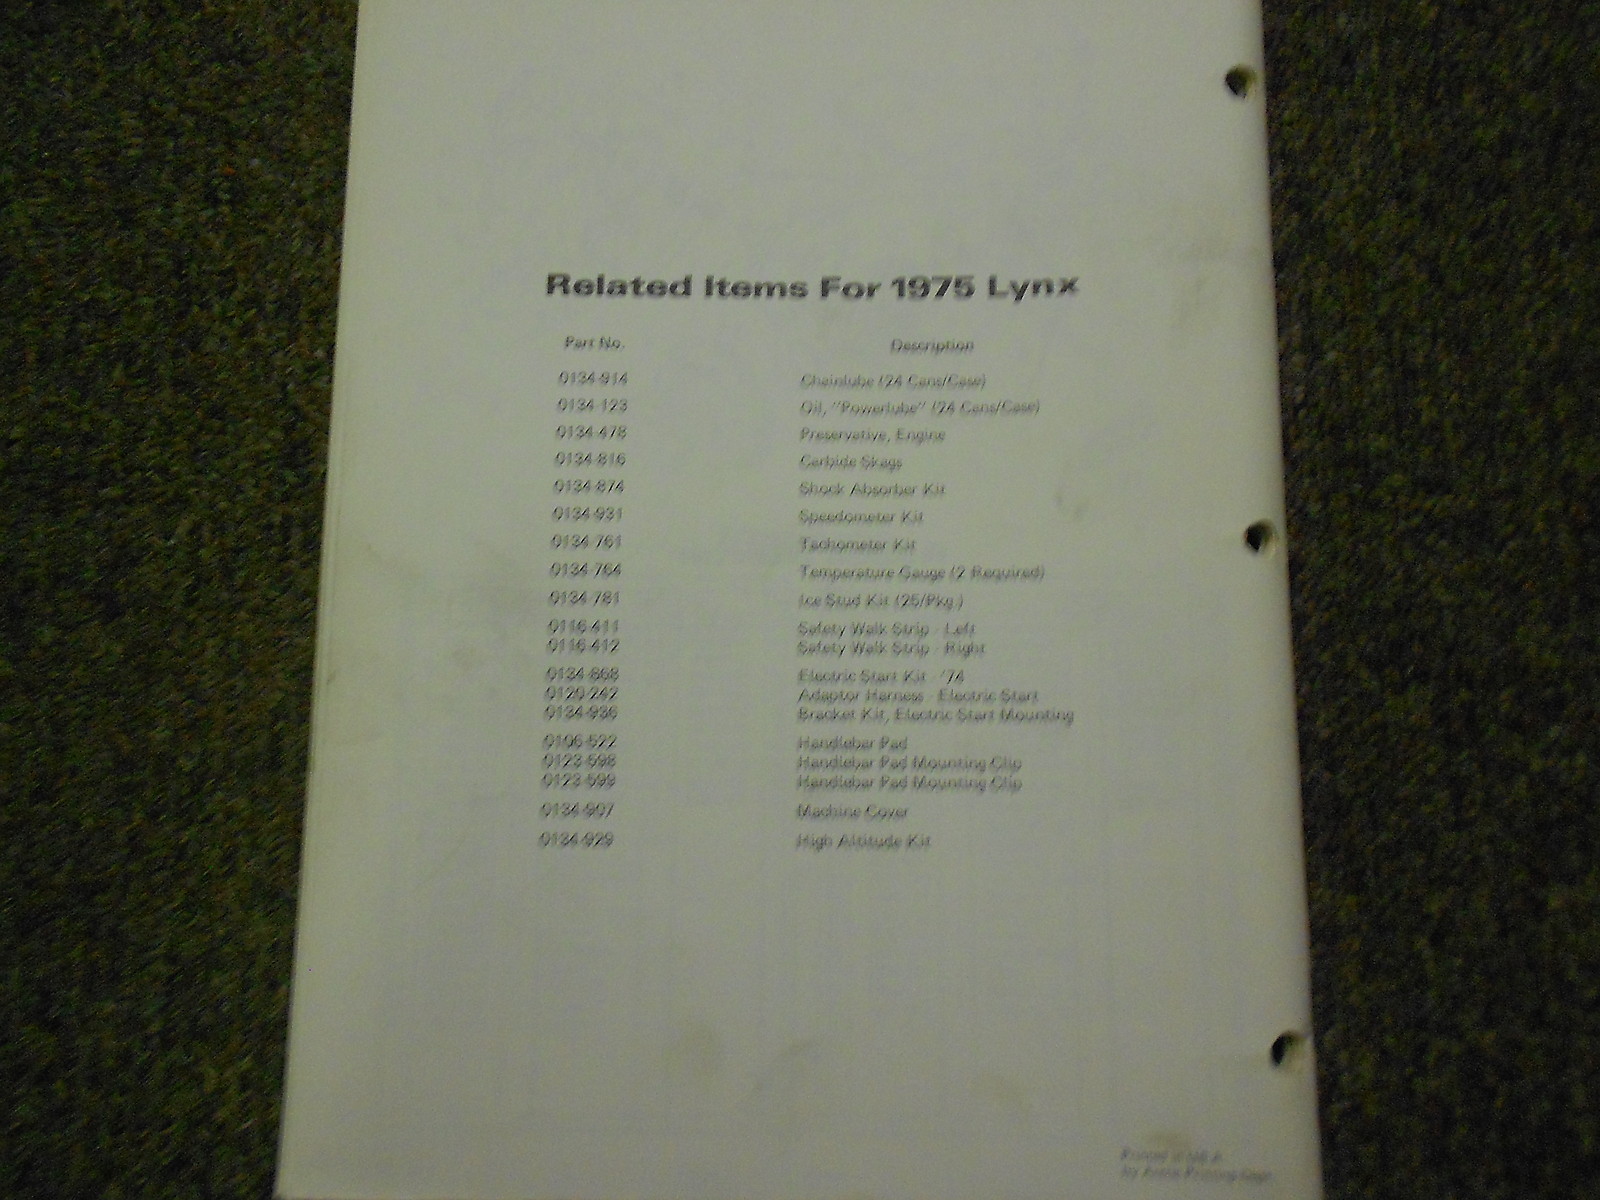 Related Items For 1975 Lynx
Part No. Description
0134-914 Chainlube (24 Cans/Case)
0134-123 Oil, "Powerlube" (24 Cans/Case)
0134-478 Preservative, Engine
0134-816 Carbide Skags
0134-874 Shock Absorber Kit
0134-931 Speedometer Kit
0134-761 Tachometer Kit
0134-764 Temperature Gauge (2 Required)
0134-781 Ice Stud Kit (25/Pkg.)
0116-411 Safety Walk Strip - Left
0116-412 Safety Walk Strip - Right
0134-868 Electric Start Kit - '74
0120-242 Adaptor Harness - Electric Start
0134-936 Bracket Kit, Electric Start Mounting
0106-522 Handlebar Pad
0123-598 Handlebar Pad Mounting Clip
0123-599 Handlebar Pad Mounting Clip
0134-907 Machine Cover
0134-929 High Altitude Kit
Printed in U.S.A.
by Arctic Printing